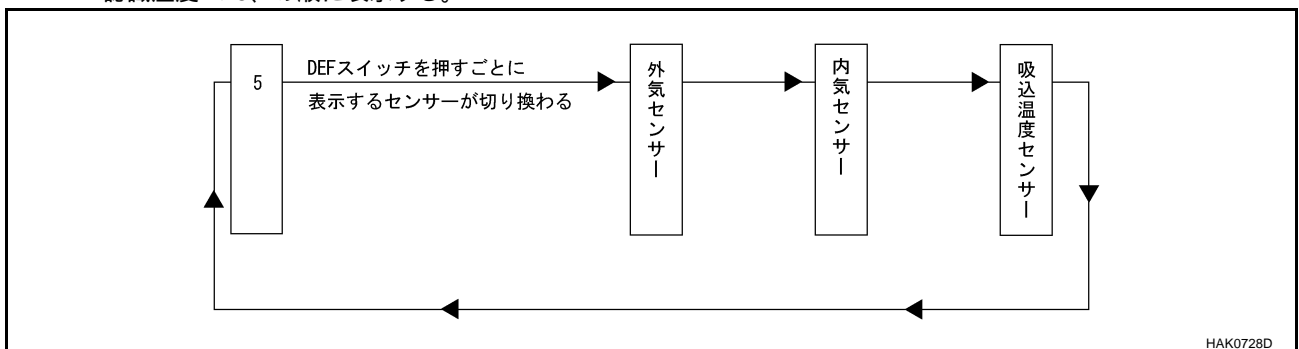 5
DEFスイッチを押すごとに
表示するセンサーが切り換わる
外気センサー
内気センサー
吸込温度センサー
HAK0728D